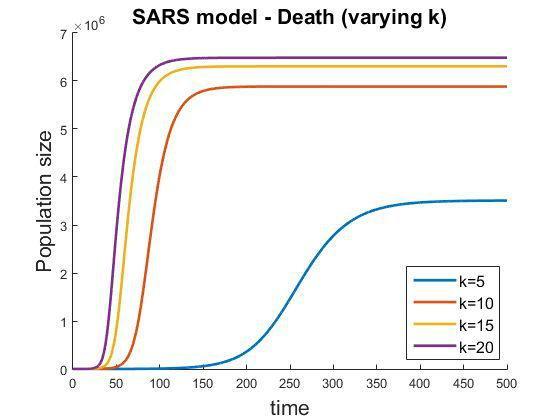 SARS model - Death (varying k)
×10^6
7
6
5
4
3
2
1
0
Population size
0 50 100 150 200 250 300 350 400 450 500
time
k=5
k=10
k=15
k=20